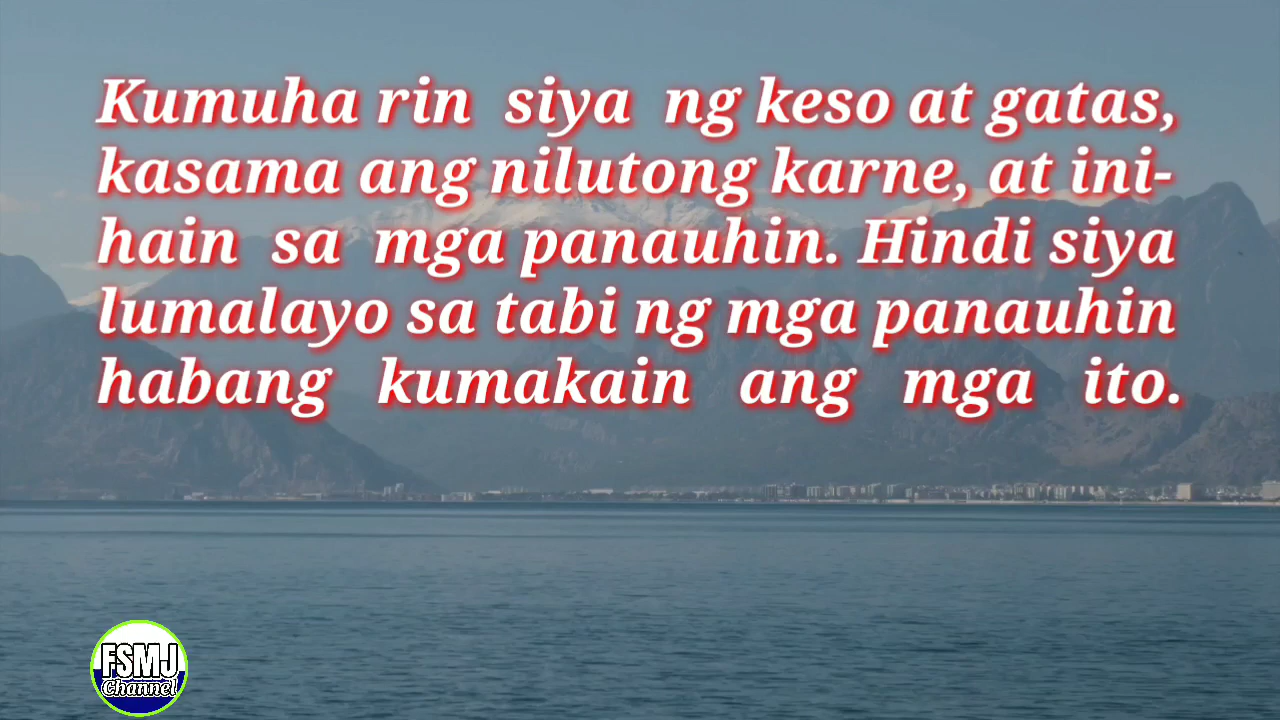 Kumuha rin siya ng keso at gatas,
kasama ang nilutong karne, at ini-
hain sa mga panauhin. Hindi siya
lumalayo sa tabi ng mga panauhin
habang kumakain ang mga ito.
FSMJ
Channel